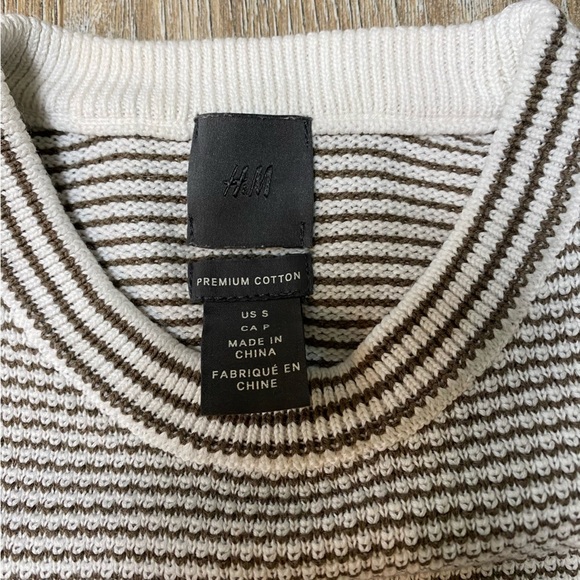 H&M
PREMIUM COTTON
US S
CA P
MADE IN
CHINA
FABRIQUÉ EN
CHINE